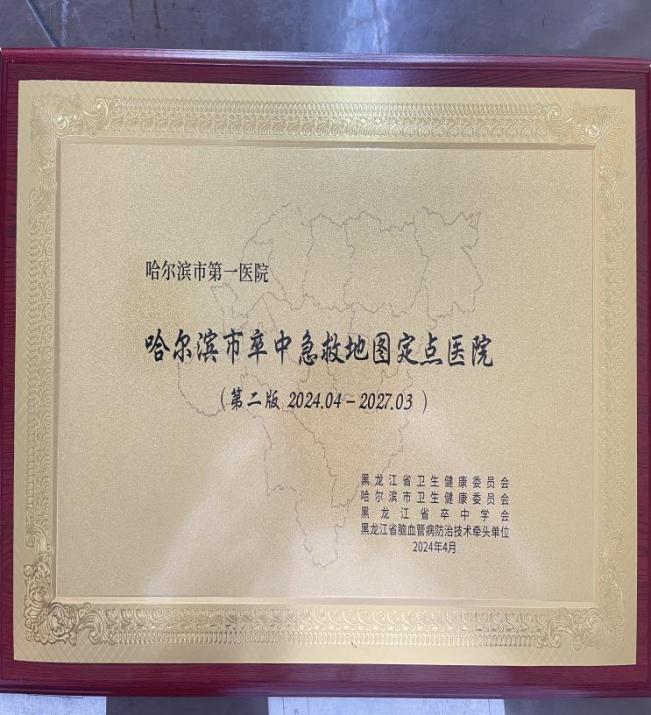 哈尔滨市第一医院
哈尔滨市卒中急救地图定点医院
（第二版 2024.04－2027.03）
黑龙江省卫生健康委员会
哈尔滨市卫生健康委员会
黑龙江省卒中学会
黑龙江省脑血管病防治技术牵头单位
2024年4月